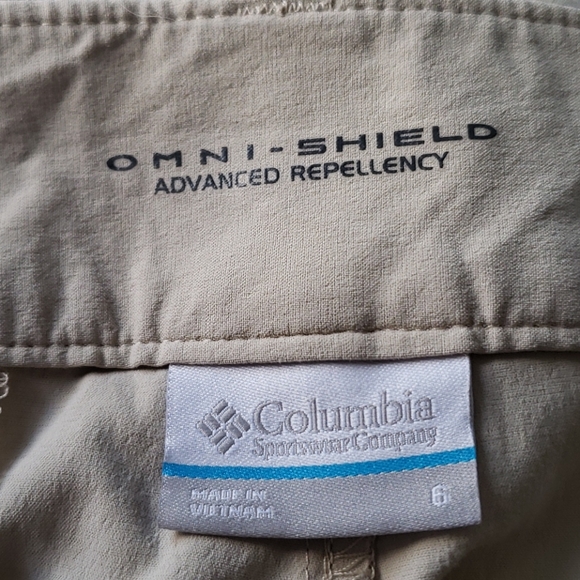 OMNI-SHIELD
ADVANCED REPELLENCY
Columbia
Sportswear Company
MADE IN
VIETNAM
6